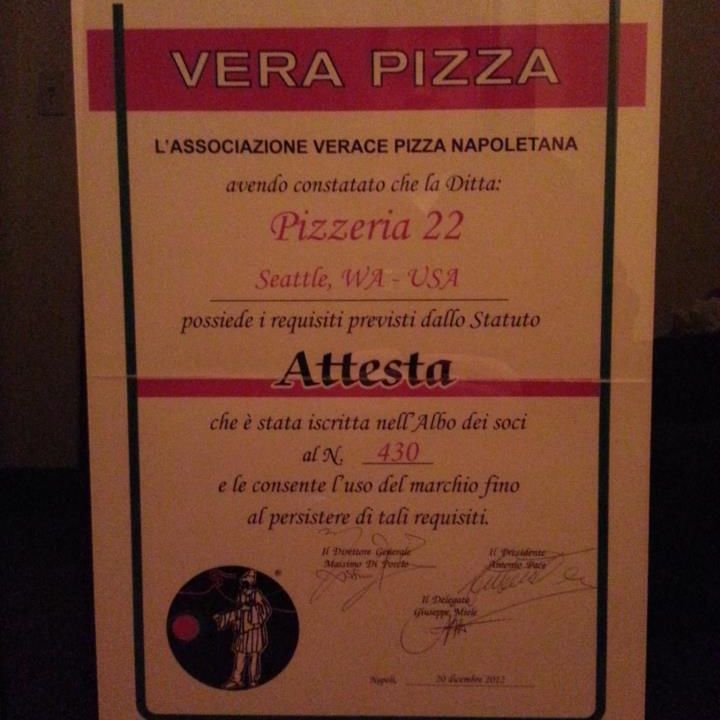 VERA PIZZA
L'ASSOCIAZIONE VERACE PIZZA NAPOLETANA
avendo constatato che la Ditta:
Pizzeria 22
Seattle, WA - USA
possiede i requisiti previsti dallo Statuto
Attesta
che è stata iscritta nell'Albo dei soci
al N. 430
e le consente l'uso del marchio fino
al persistere di tali requisiti.
Il Direttore Generale
Massimo Di Porzio
Il Presidente
Antonio Pace
Il Delegato
Giuseppe Miele
®
Napoli, 20 dicembre 2012